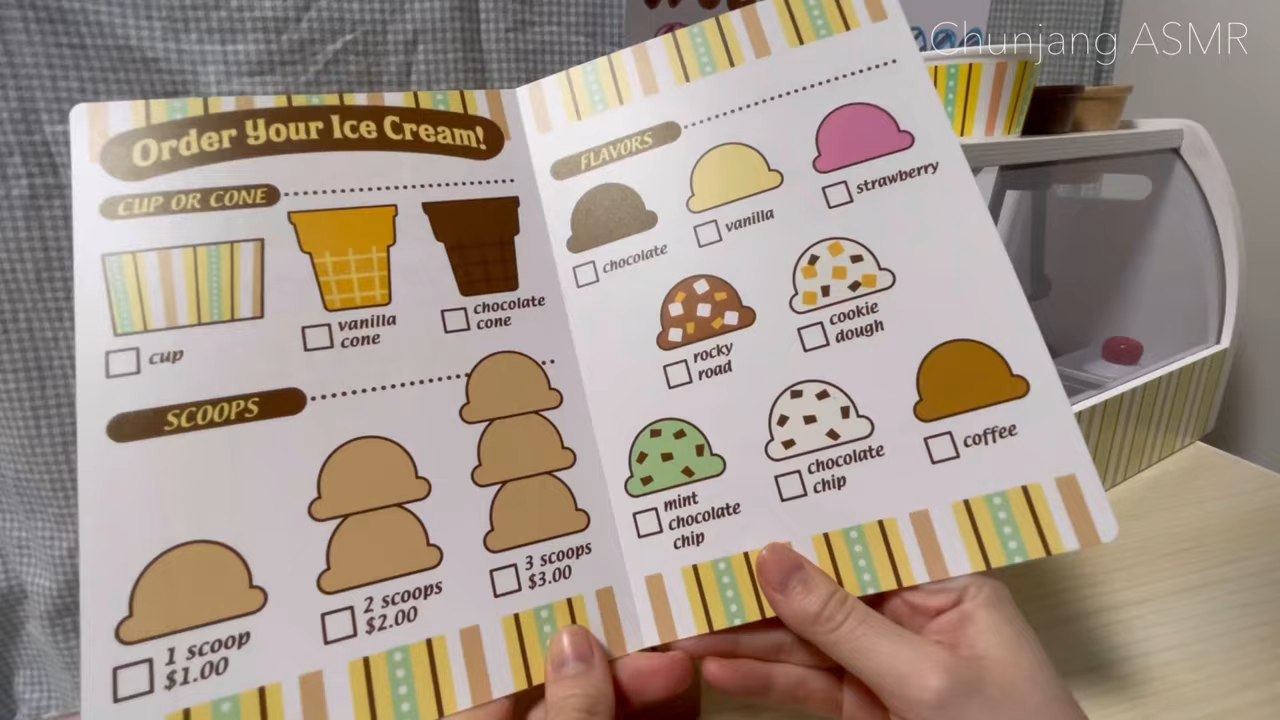 Chunjang ASMR
Order Your Ice Cream!
CUP OR CONE
cup
vanilla
cone
chocolate
cone
SCOOPS
1 scoop
$1.00
2 scoops
$2.00
3 scoops
$3.00
FLAVORS
chocolate
vanilla
strawberry
rocky
road
cookie
dough
mint
chocolate
chip
chocolate
chip
coffee